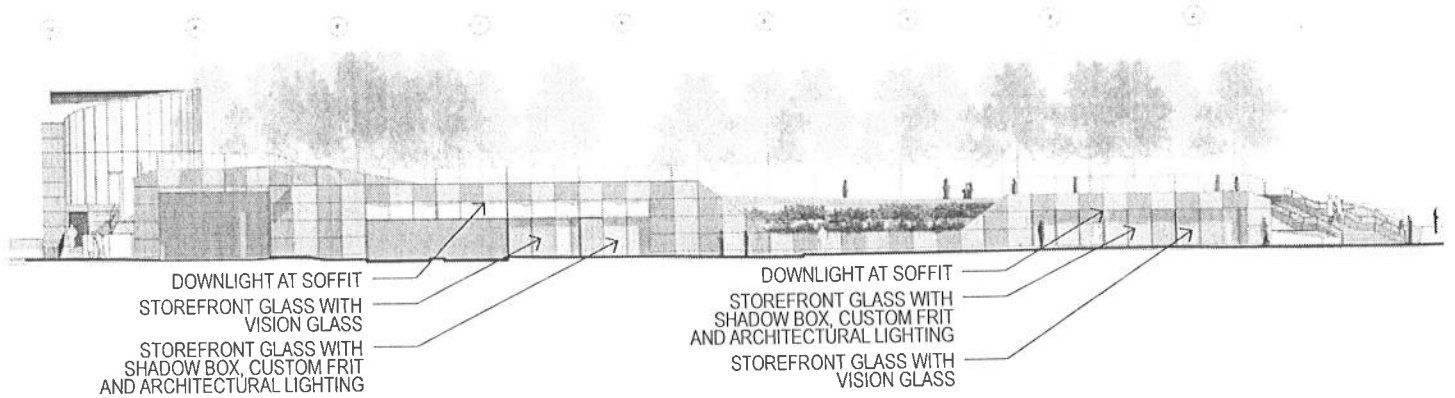 DOWNLIGHT AT SOFFIT
STOREFRONT GLASS WITH
VISION GLASS
STOREFRONT GLASS WITH
SHADOW BOX, CUSTOM FRIT
AND ARCHITECTURAL LIGHTING
DOWNLIGHT AT SOFFIT
STOREFRONT GLASS WITH
SHADOW BOX, CUSTOM FRIT
AND ARCHITECTURAL LIGHTING
STOREFRONT GLASS WITH
VISION GLASS